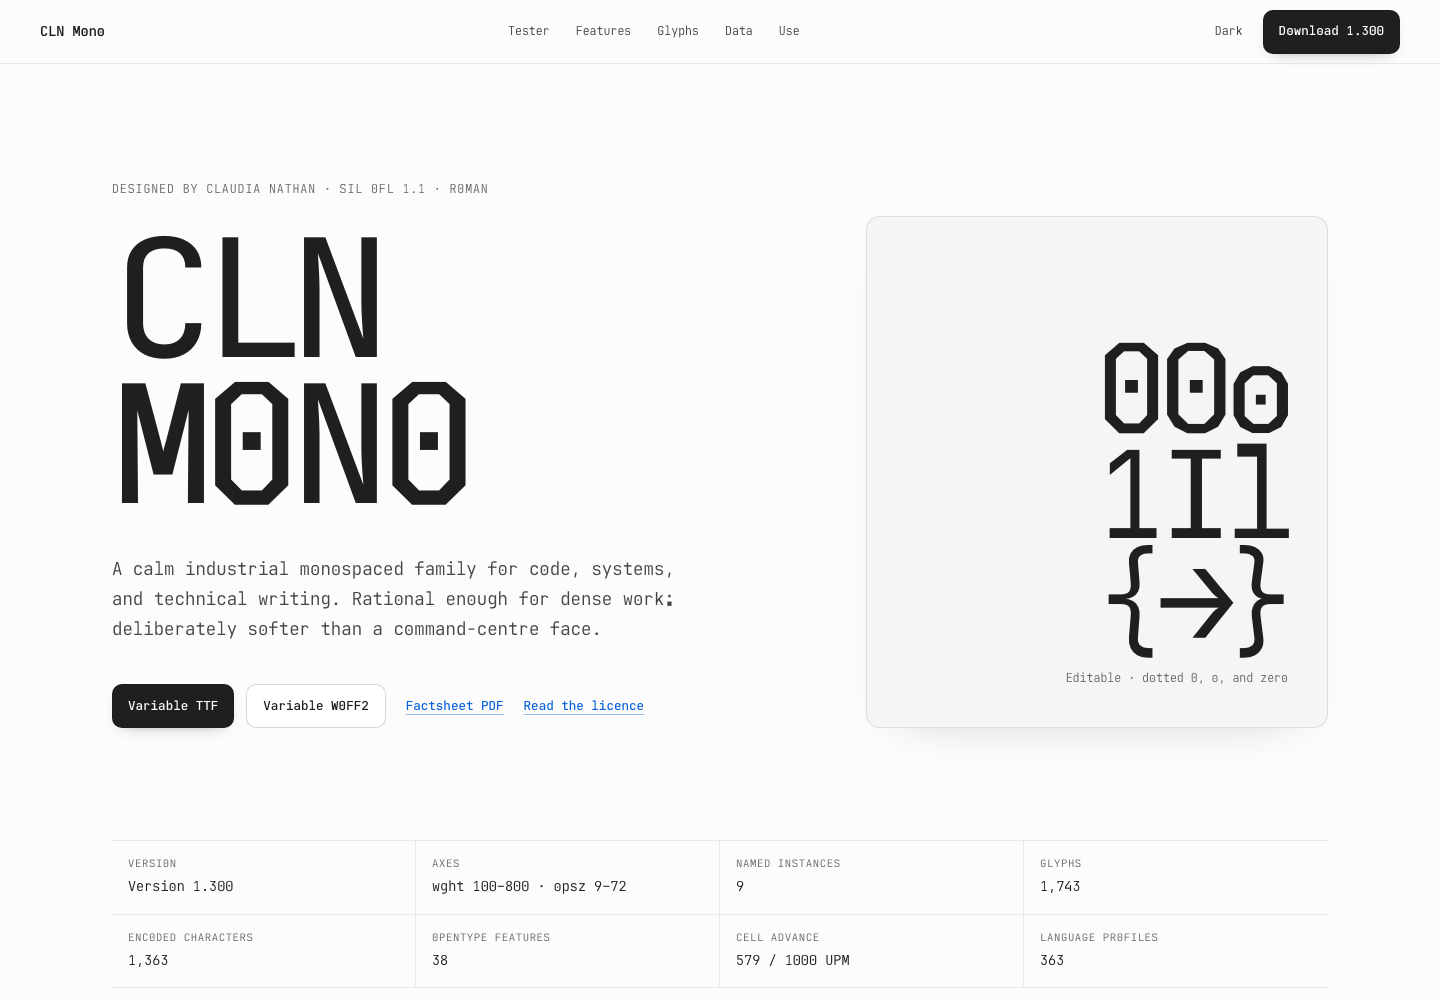 CLN Mono
Tester
Features
Glyphs
Data
Use
Dark
Download 1.300
DESIGNED BY CLAUDIA NATHAN · SIL OFL 1.1 · ROMAN
CLN
MONO
A calm industrial monospaced family for code, systems,
and technical writing. Rational enough for dense work;
deliberately softer than a command-centre face.
Variable TTF
Variable WOFF2
Factsheet PDF
Read the licence
O0o
1Il
{→}
Editable · dotted O, o, and zero
VERSION
Version 1.300
AXES
wght 100–800 · opsz 9–72
NAMED INSTANCES
9
GLYPHS
1,743
ENCODED CHARACTERS
1,363
OPENTYPE FEATURES
38
CELL ADVANCE
579 / 1000 UPM
LANGUAGE PROFILES
363